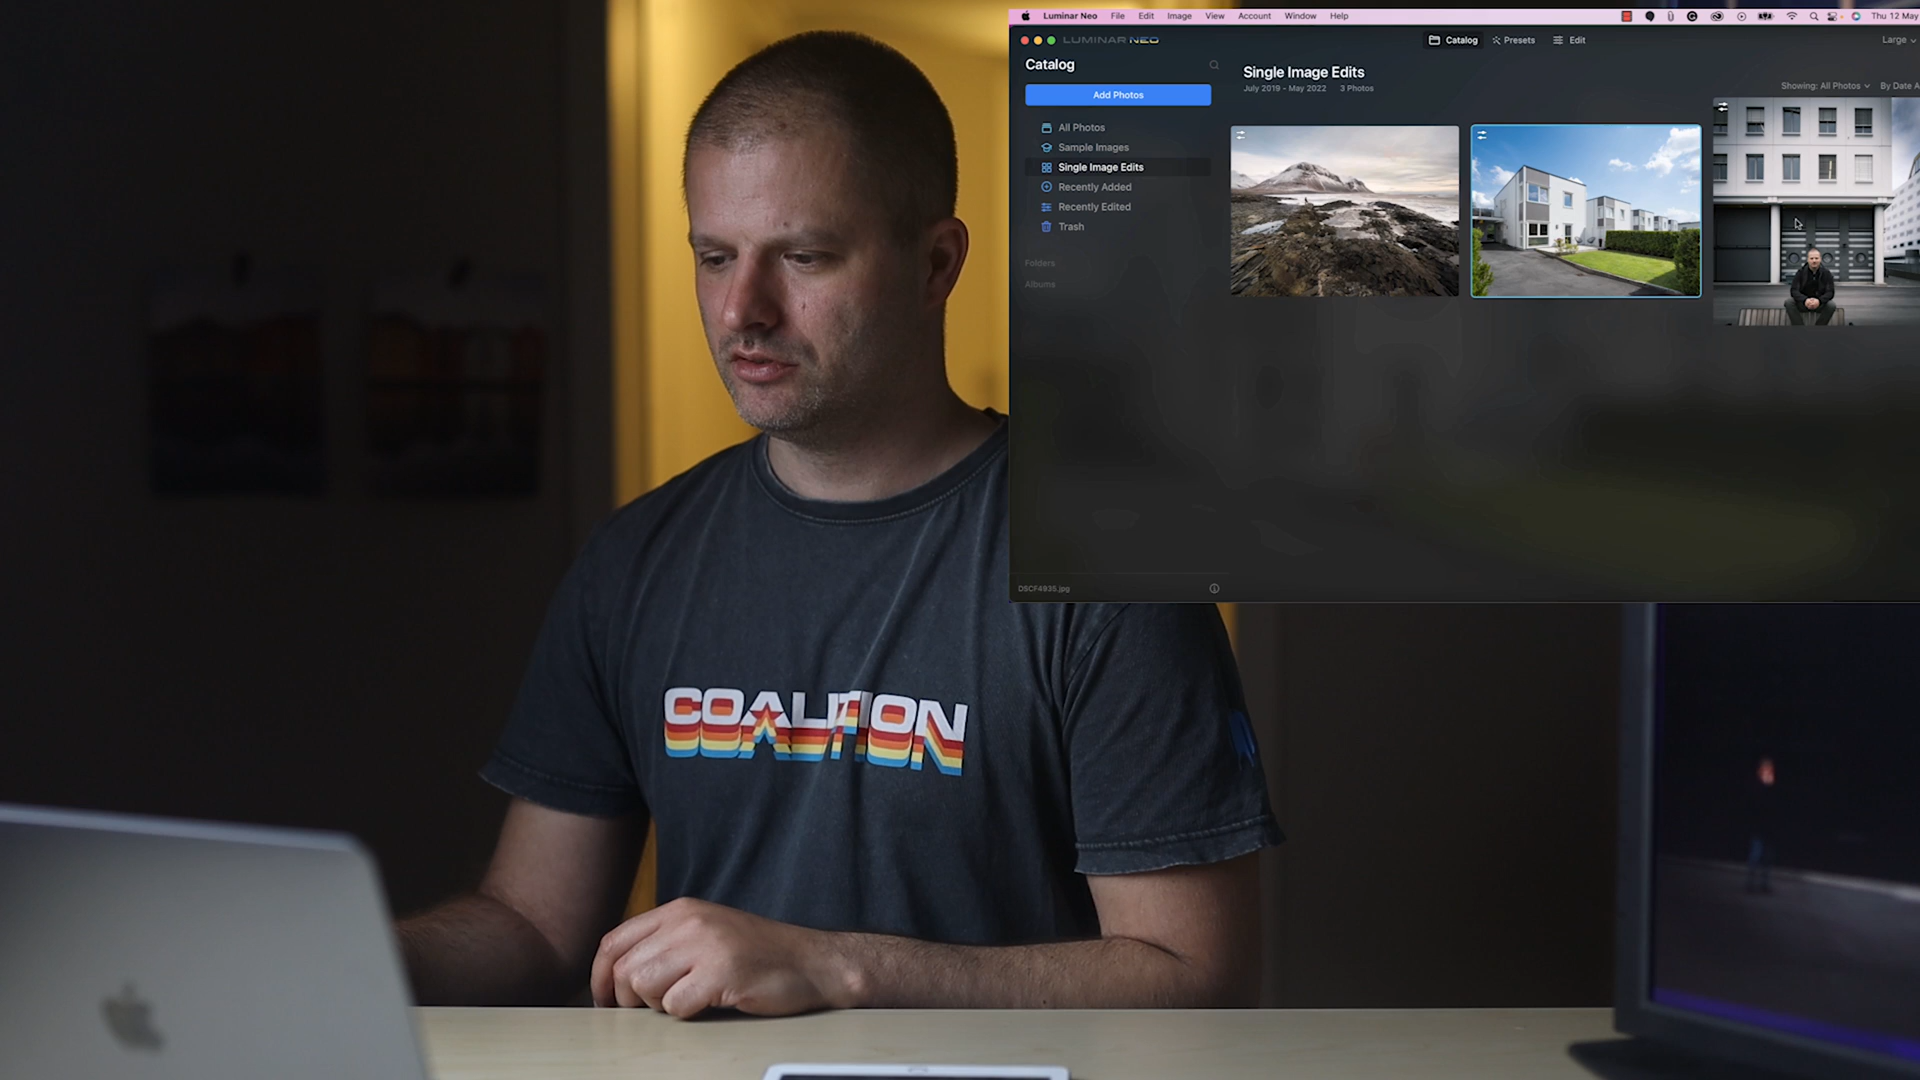 Luminar Neo File Edit Image View Account Window Help Thu 12 May
LUMINAR NEO
Catalog Presets Edit Large
Catalog
Single Image Edits
July 2019 - May 2022 3 Photos
Showing: All Photos By Date A
Add Photos
All Photos
Sample Images
Single Image Edits
Recently Added
Recently Edited
Trash
Folders
Albums
DSCF4935.jpg
COALITION